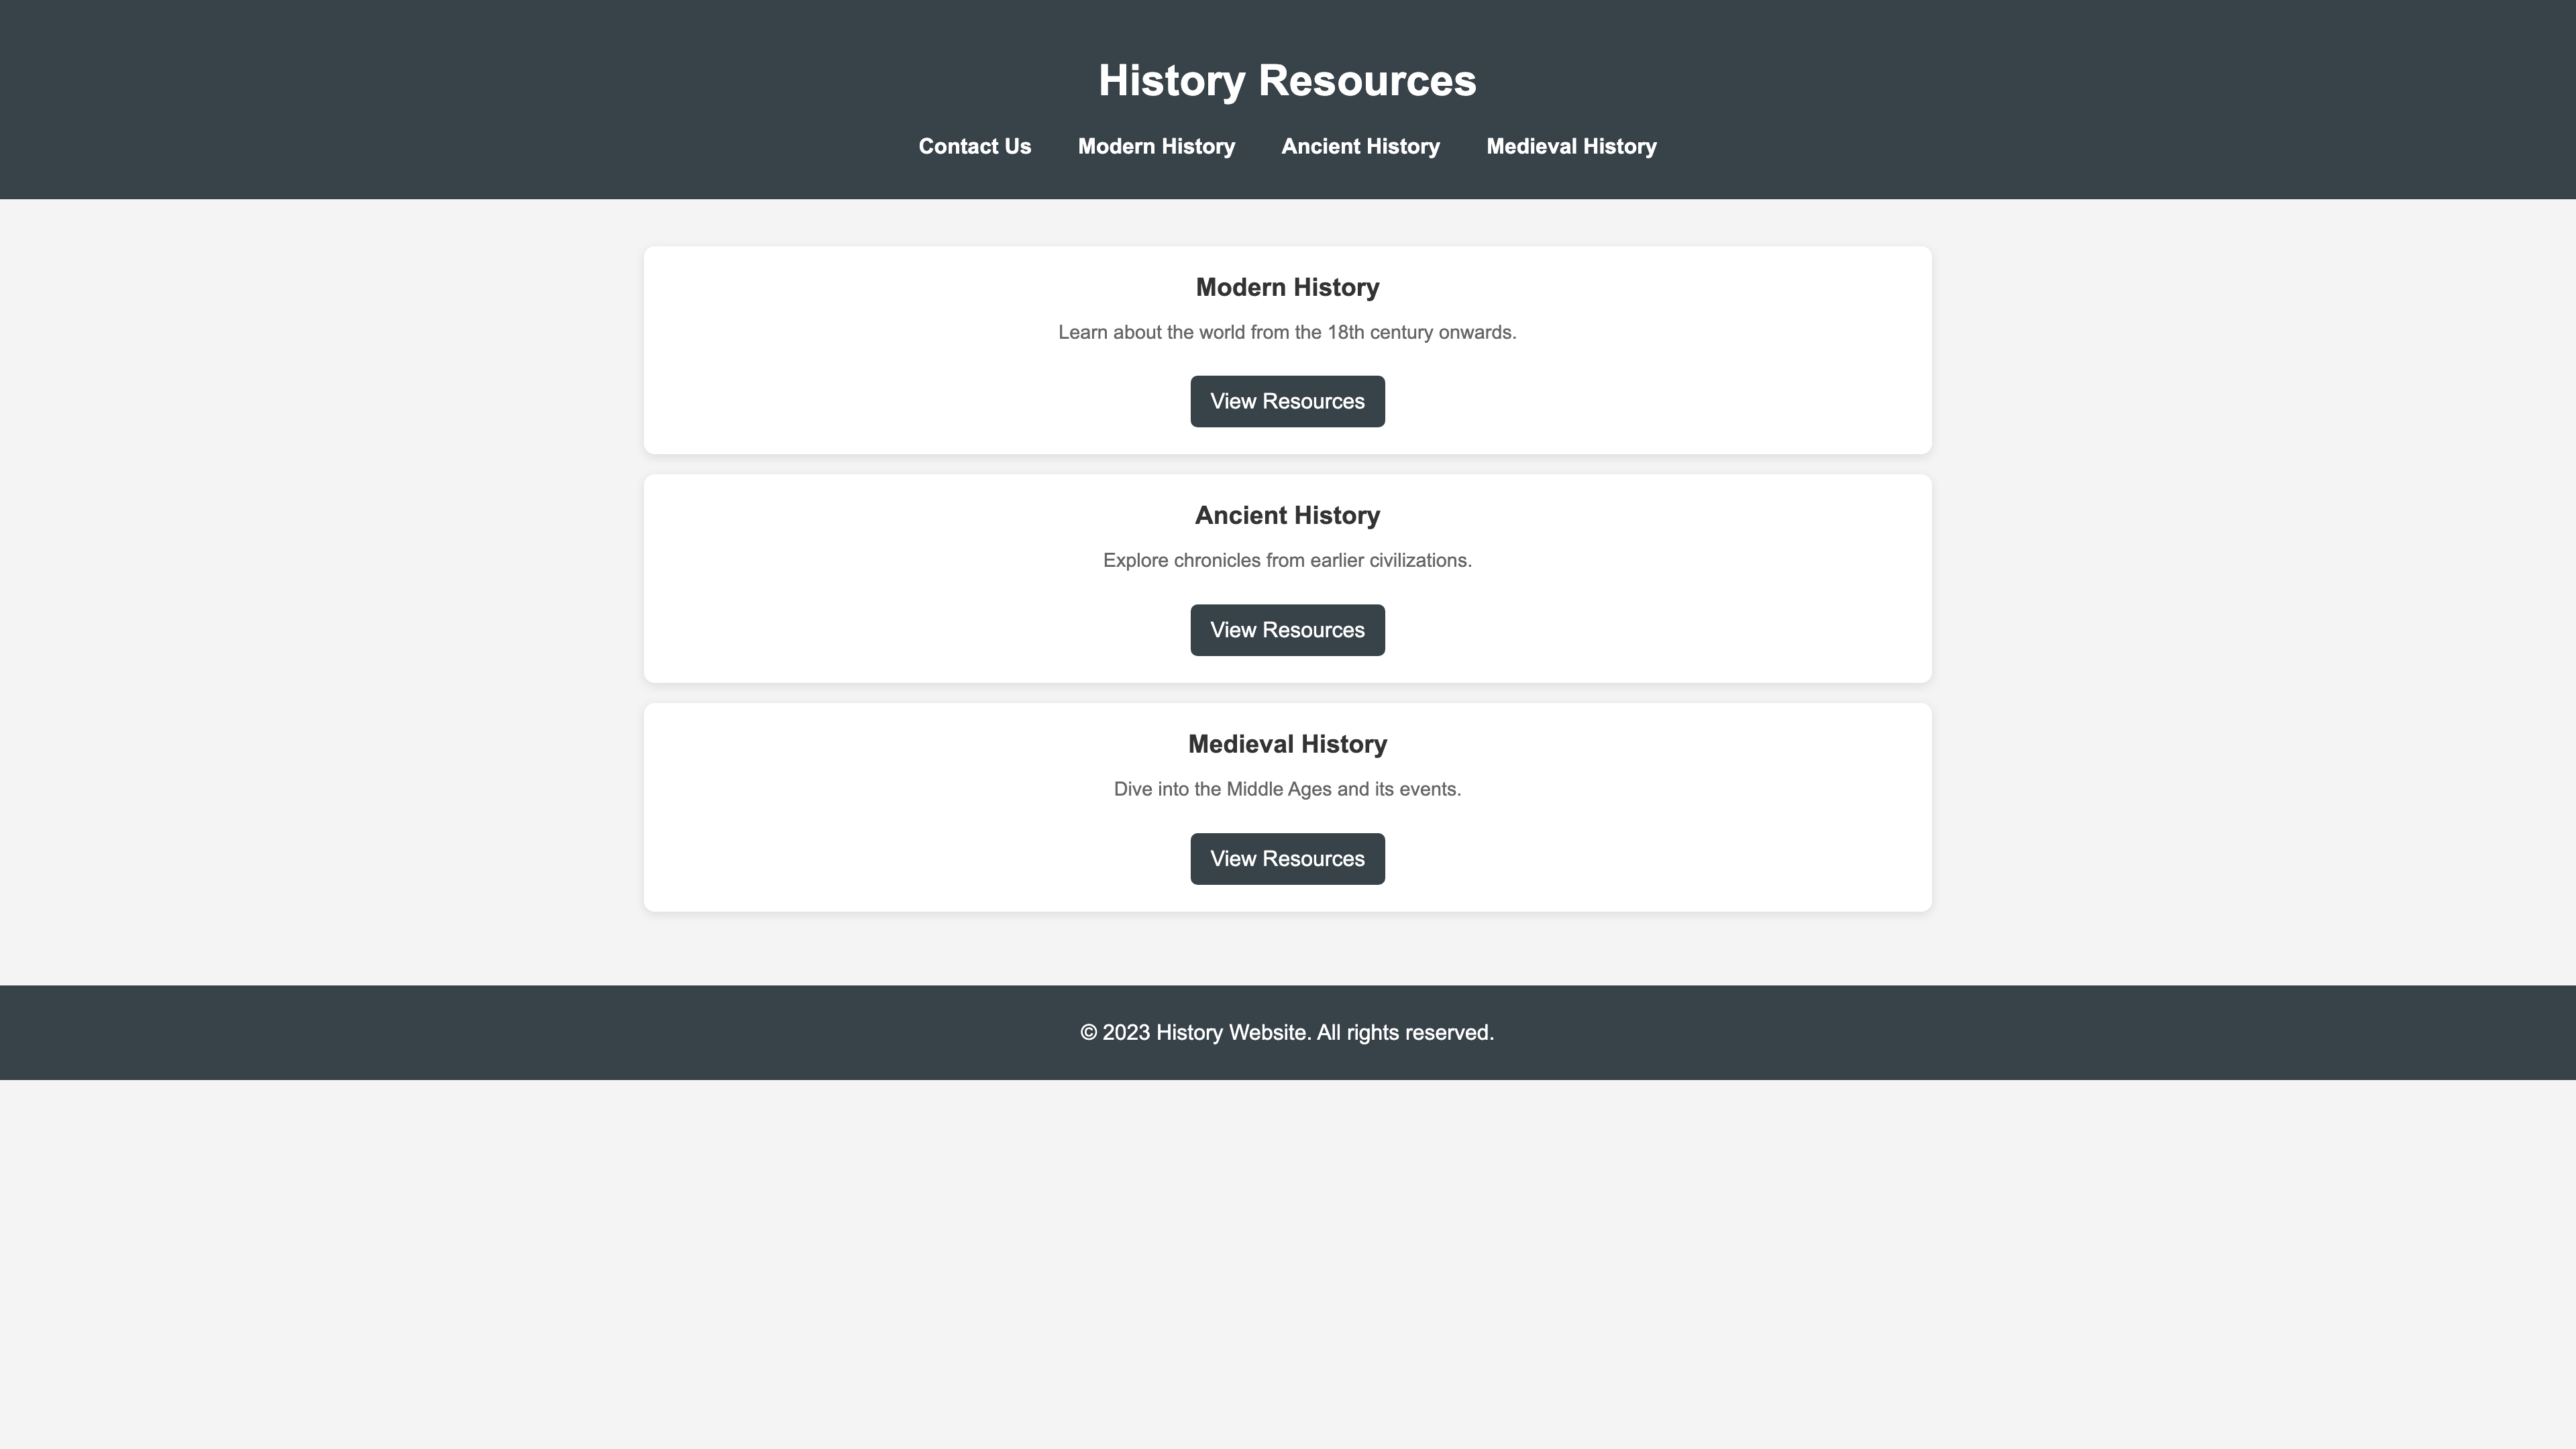 History Resources
Contact Us Modern History Ancient History Medieval History
Modern History
Learn about the world from the 18th century onwards.
View Resources
Ancient History
Explore chronicles from earlier civilizations.
View Resources
Medieval History
Dive into the Middle Ages and its events.
View Resources
© 2023 History Website. All rights reserved.